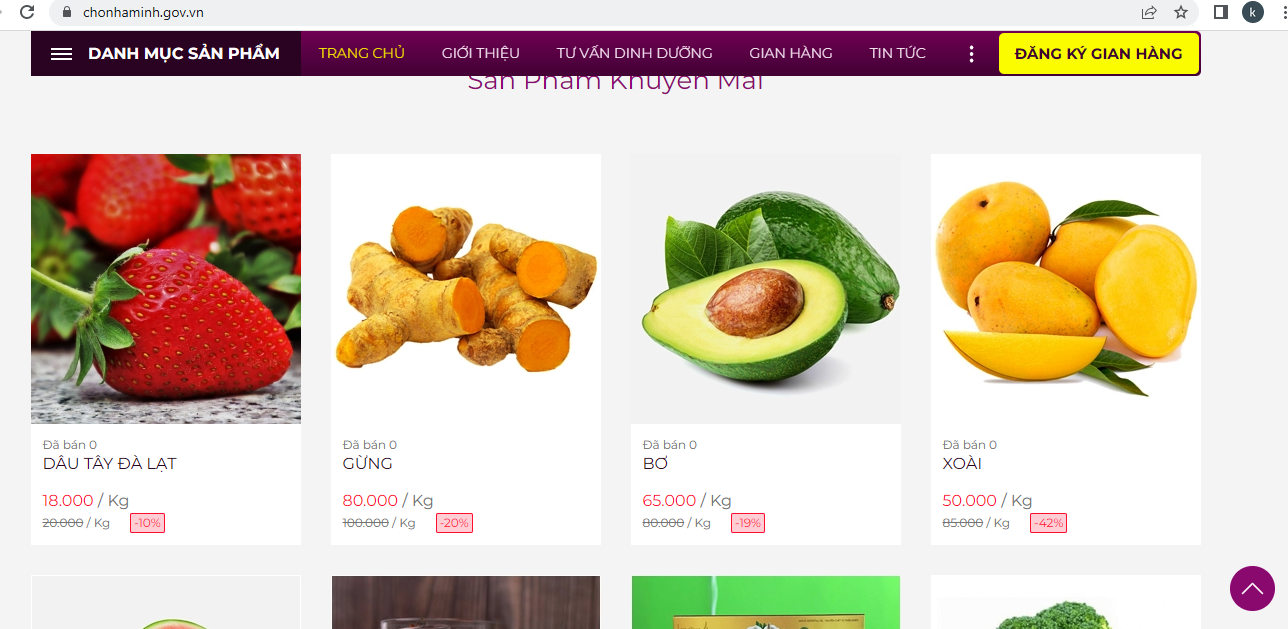 chonhaminh.gov.vn
k
DANH MỤC SẢN PHẨM TRANG CHỦ GIỚI THIỆU TƯ VẤN DINH DƯỠNG GIAN HÀNG TIN TỨC ĐĂNG KÝ GIAN HÀNG
Sản Phẩm Khuyến Mãi
Đã bán 0
DÂU TÂY ĐÀ LẠT
18.000 / Kg
20.000 / Kg -10%
Đã bán 0
GỪNG
80.000 / Kg
100.000 / Kg -20%
Đã bán 0
BƠ
65.000 / Kg
80.000 / Kg -19%
Đã bán 0
XOÀI
50.000 / Kg
85.000 / Kg -42%